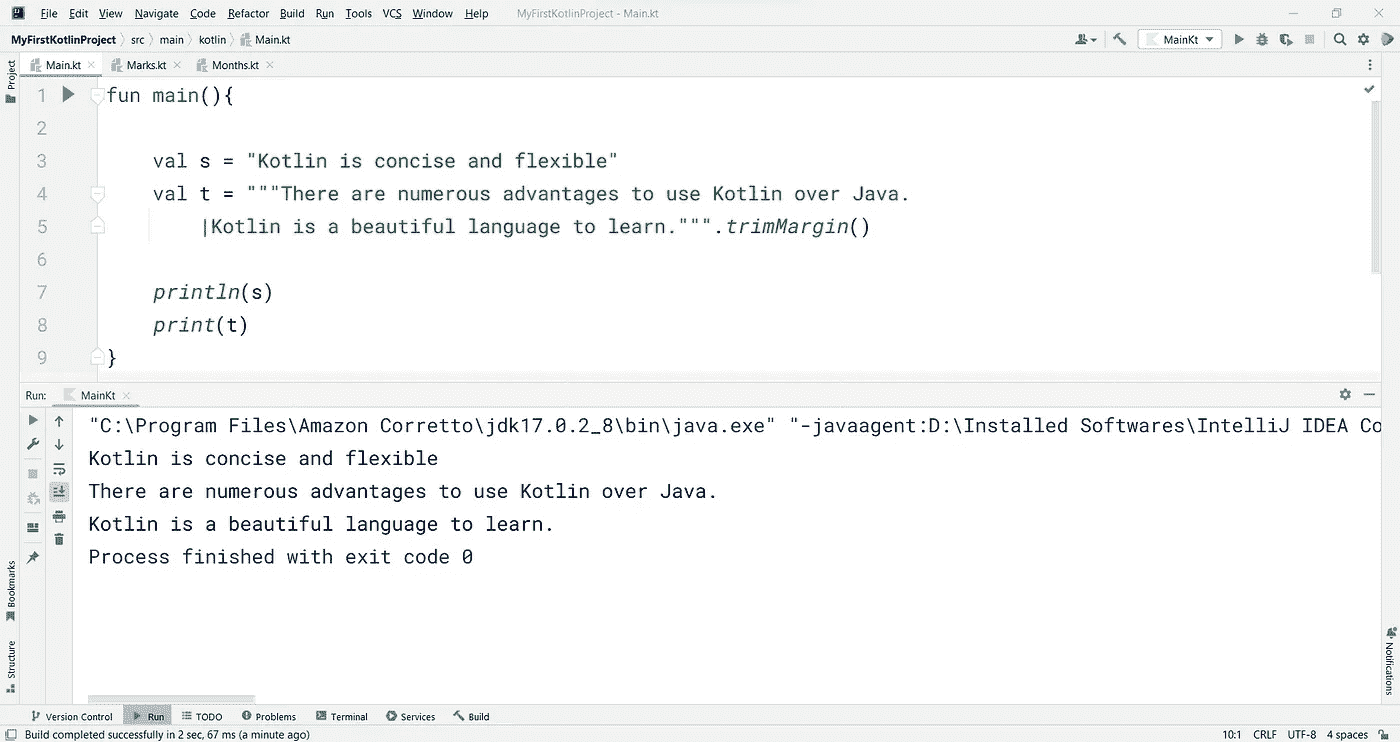 File Edit View Navigate Code Refactor Build Run Tools VCS Window Help MyFirstKotlinProject - Main.kt
MyFirstKotlinProject src main kotlin Main.kt MainKt
Main.kt Marks.kt Months.kt
Project
1 fun main(){
2
3 val s = "Kotlin is concise and flexible"
4 val t = """There are numerous advantages to use Kotlin over Java.
5 |Kotlin is a beautiful language to learn.""".trimMargin()
6
7 println(s)
8 print(t)
9 }
Run: MainKt
"C:\Program Files\Amazon Corretto\jdk17.0.2_8\bin\java.exe" "-javaagent:D:\Installed Softwares\IntelliJ IDEA Co
Kotlin is concise and flexible
There are numerous advantages to use Kotlin over Java.
Kotlin is a beautiful language to learn.
Process finished with exit code 0
Bookmarks
Structure
Notifications
Version Control Run TODO Problems Terminal Services Build
Build completed successfully in 2 sec, 67 ms (a minute ago) 10:1 CRLF UTF-8 4 spaces